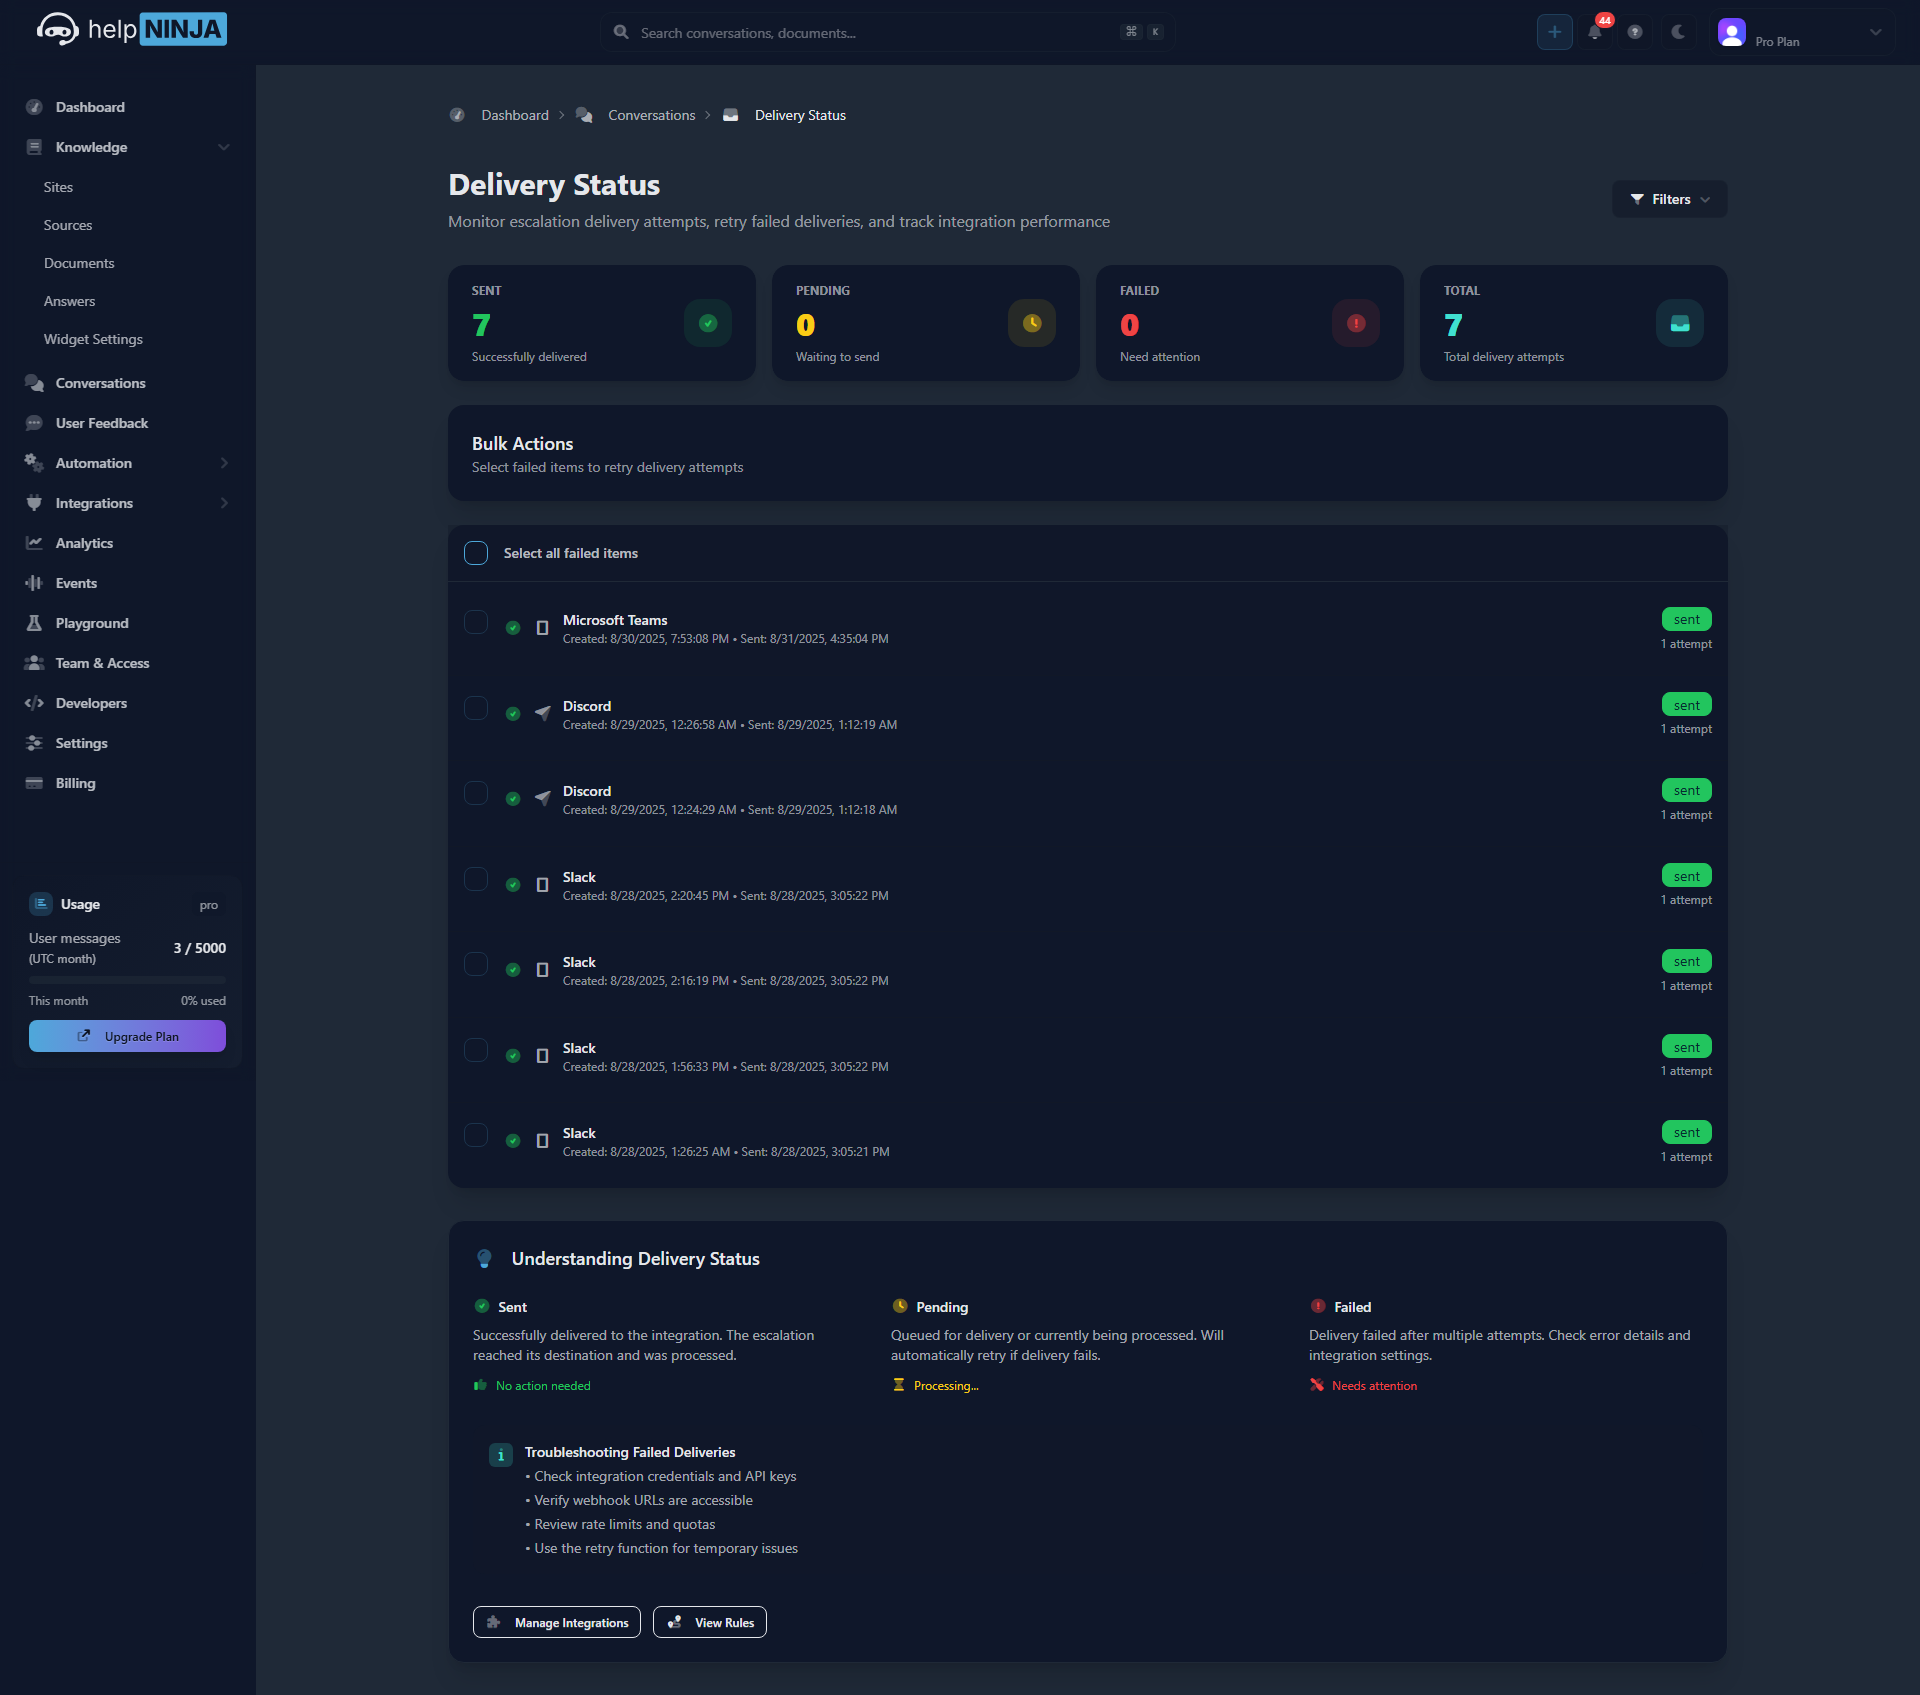 help NINJA
Search conversations, documents...
⌘ K
44
Pro Plan
Dashboard
Knowledge
Sites
Sources
Documents
Answers
Widget Settings
Conversations
User Feedback
Automation
Integrations
Analytics
Events
Playground
Team & Access
Developers
Settings
Billing
Usage
pro
User messages
(UTC month)
3 / 5000
This month
0% used
Upgrade Plan
Dashboard > Conversations > Delivery Status
Delivery Status
Monitor escalation delivery attempts, retry failed deliveries, and track integration performance
Filters
SENT
7
Successfully delivered
PENDING
0
Waiting to send
FAILED
0
Need attention
TOTAL
7
Total delivery attempts
Bulk Actions
Select failed items to retry delivery attempts
Select all failed items
Microsoft Teams
Created: 8/30/2025, 7:53:08 PM • Sent: 8/31/2025, 4:35:04 PM
sent
1 attempt
Discord
Created: 8/29/2025, 12:26:58 AM • Sent: 8/29/2025, 1:12:19 AM
sent
1 attempt
Discord
Created: 8/29/2025, 12:24:29 AM • Sent: 8/29/2025, 1:12:18 AM
sent
1 attempt
Slack
Created: 8/28/2025, 2:20:45 PM • Sent: 8/28/2025, 3:05:22 PM
sent
1 attempt
Slack
Created: 8/28/2025, 2:16:19 PM • Sent: 8/28/2025, 3:05:22 PM
sent
1 attempt
Slack
Created: 8/28/2025, 1:56:33 PM • Sent: 8/28/2025, 3:05:22 PM
sent
1 attempt
Slack
Created: 8/28/2025, 1:26:25 AM • Sent: 8/28/2025, 3:05:21 PM
sent
1 attempt
Understanding Delivery Status
Sent
Successfully delivered to the integration. The escalation
reached its destination and was processed.
No action needed
Pending
Queued for delivery or currently being processed. Will
automatically retry if delivery fails.
Processing...
Failed
Delivery failed after multiple attempts. Check error details and
integration settings.
Needs attention
Troubleshooting Failed Deliveries
• Check integration credentials and API keys
• Verify webhook URLs are accessible
• Review rate limits and quotas
• Use the retry function for temporary issues
Manage Integrations
View Rules